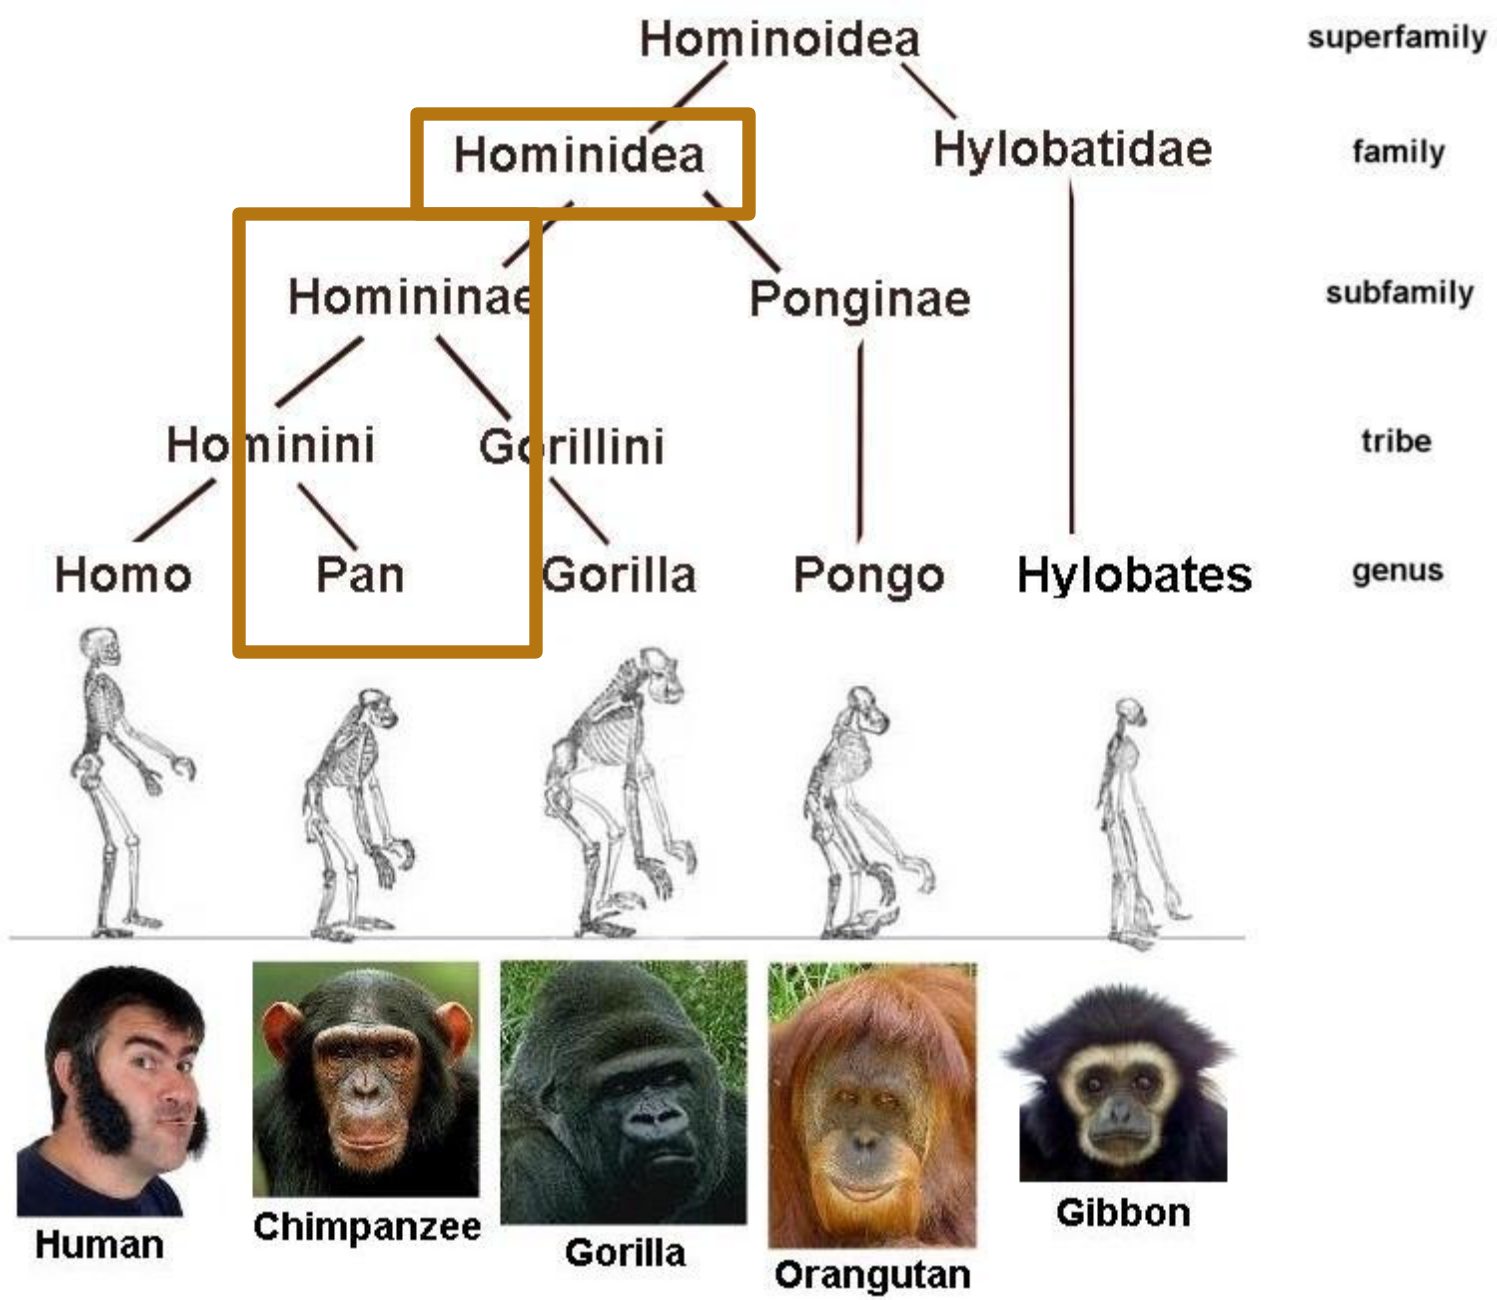 Hominoidea superfamily
Hominidea Hylobatidae family
Homininae Ponginae subfamily
Hominini Gorillini tribe
Homo Pan Gorilla Pongo Hylobates genus
Human Chimpanzee Gorilla Orangutan Gibbon